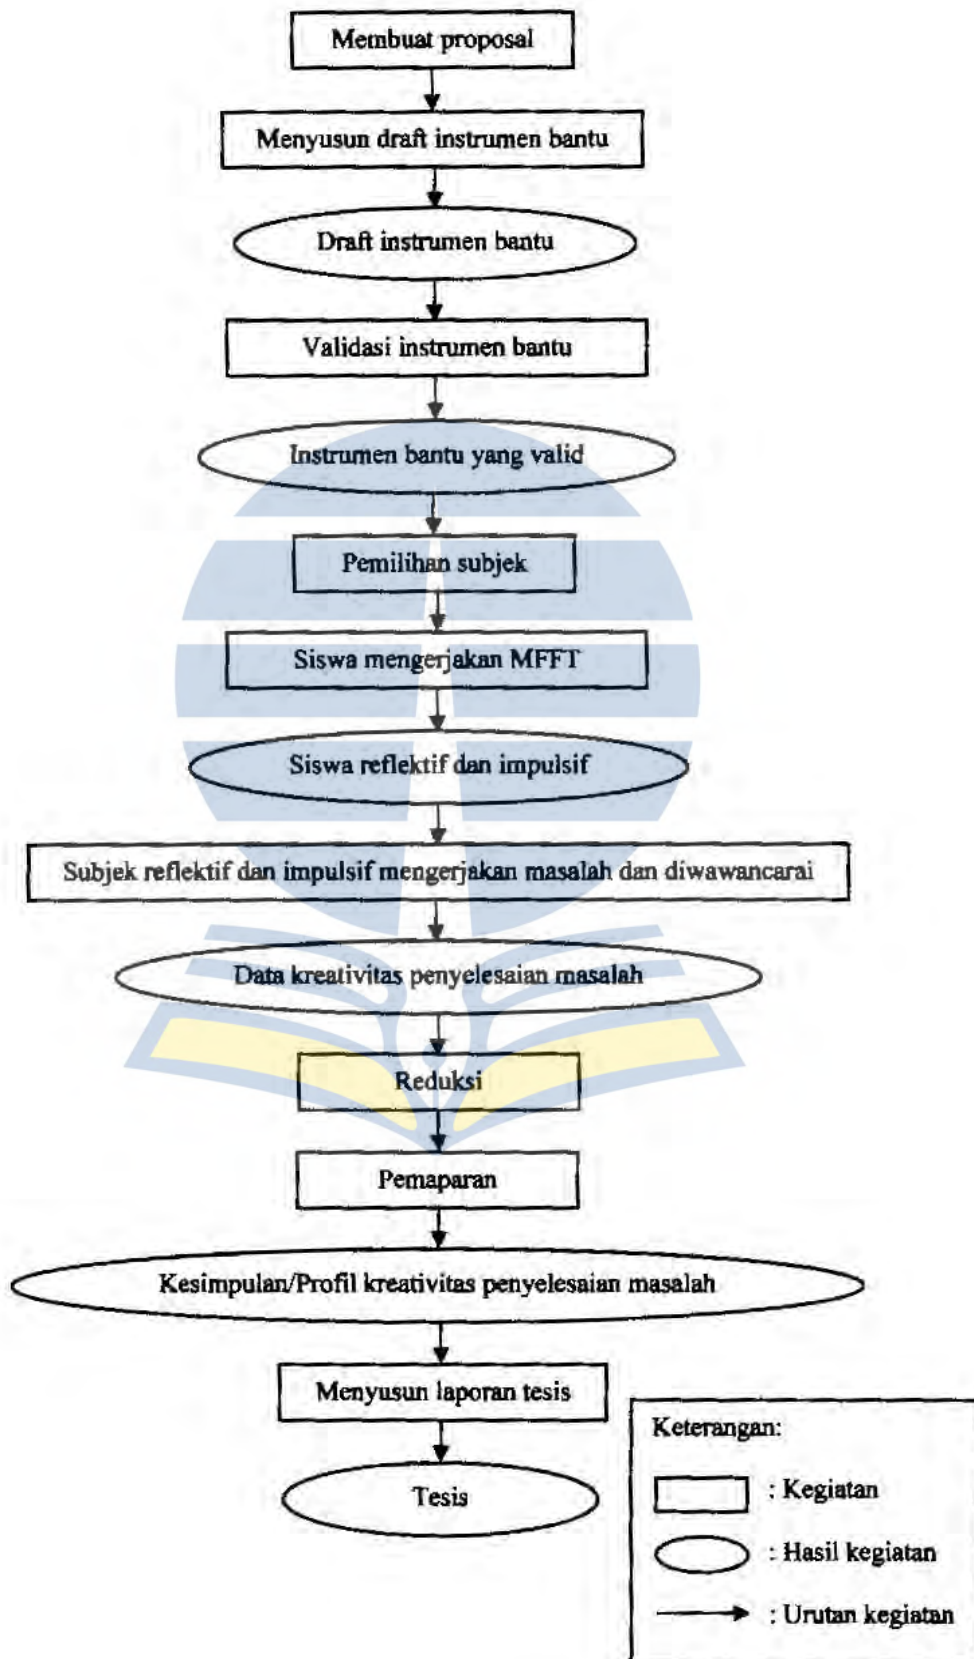 Membuat proposal
Menyusun draft instrumen bantu
Draft instrumen bantu
Validasi instrumen bantu
Instrumen bantu yang valid
Pemilihan subjek
Siswa mengerjakan MFFT
Siswa reflektif dan impulsif
Subjek reflektif dan impulsif mengerjakan masalah dan diwawancarai
Data kreativitas penyelesaian masalah
Reduksi
Pemaparan
Kesimpulan/Profil kreativitas penyelesaian masalah
Menyusun laporan tesis
Tesis
Keterangan:
: Kegiatan
: Hasil kegiatan
: Urutan kegiatan